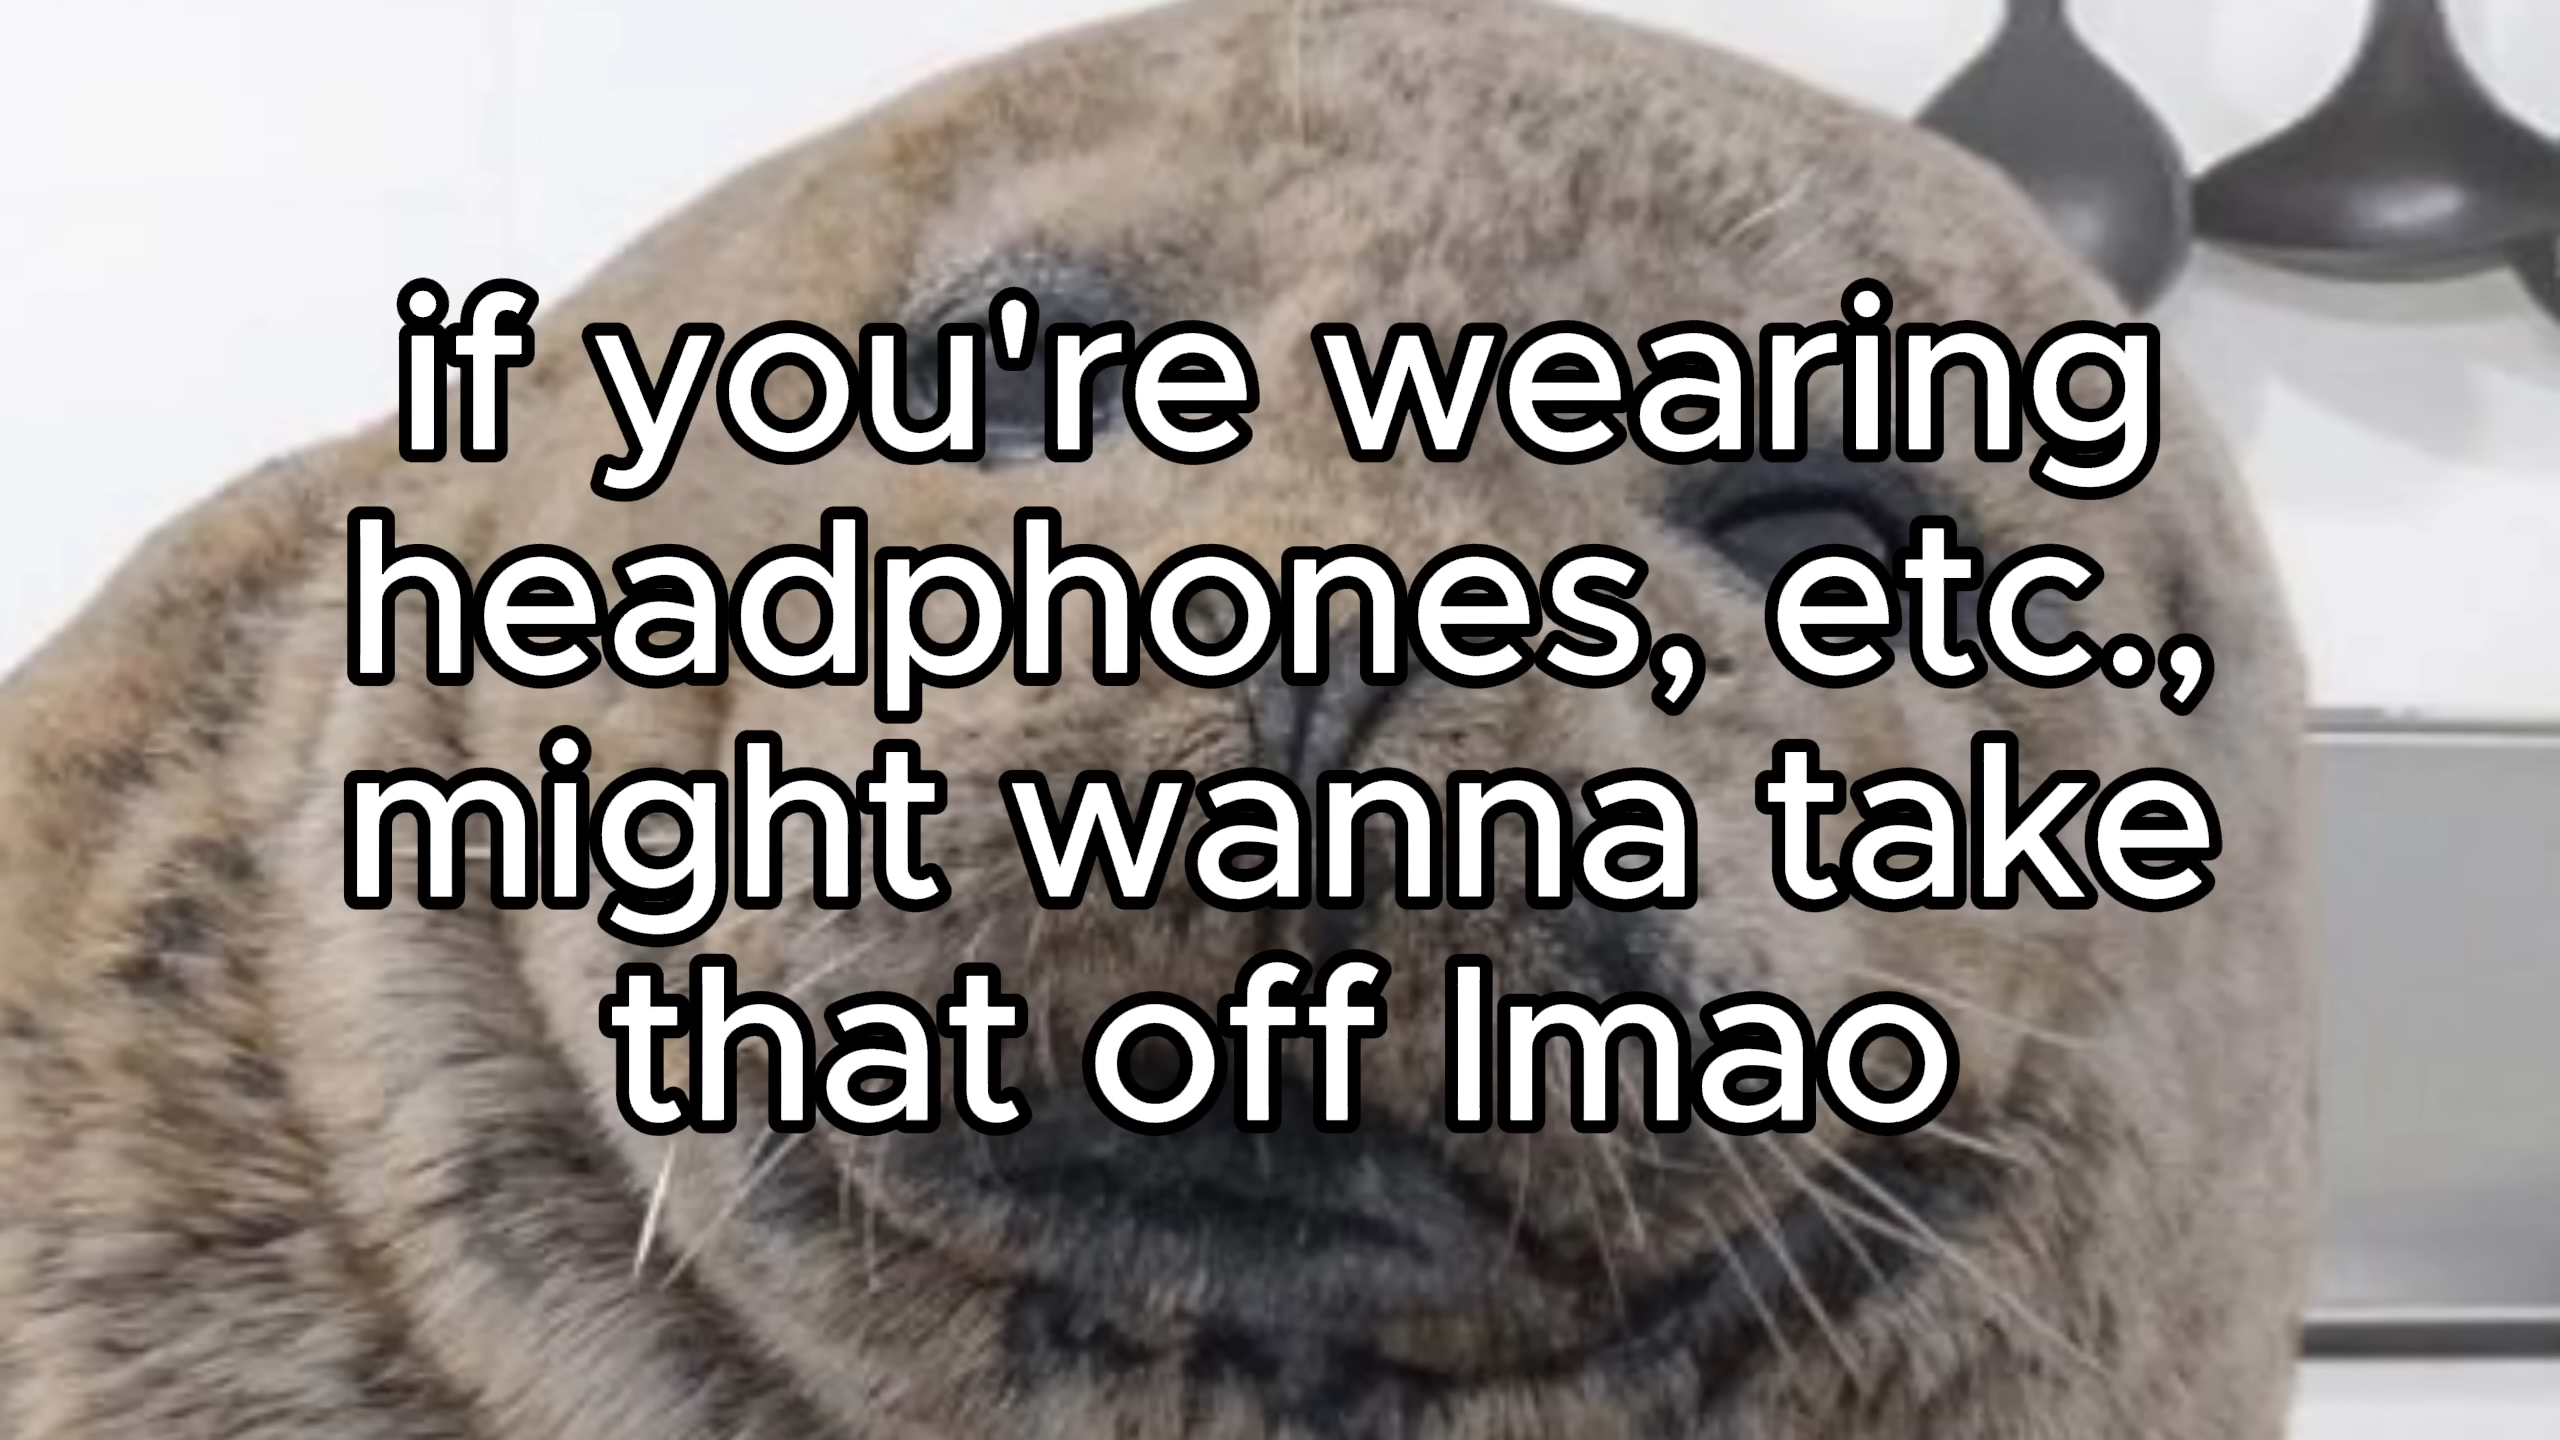 if you're wearing
headphones, etc.,
might wanna take
that off lmao